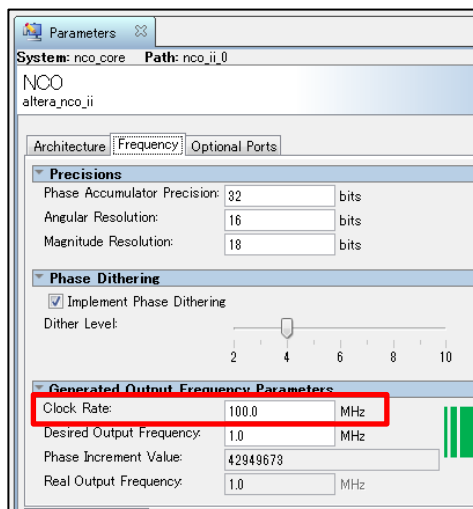 Parameters
System: nco_core Path: nco_ii_0
NCO
altera_nco_ii
Architecture Frequency Optional Ports
Precisions
Phase Accumulator Precision: 32 bits
Angular Resolution: 16 bits
Magnitude Resolution: 18 bits
Phase Dithering
Implement Phase Dithering
Dither Level:
2 4 6 8 10
Generated Output Frequency Parameters
Clock Rate: 100.0 MHz
Desired Output Frequency: 1.0 MHz
Phase Increment Value: 42949673
Real Output Frequency: 1.0 MHz